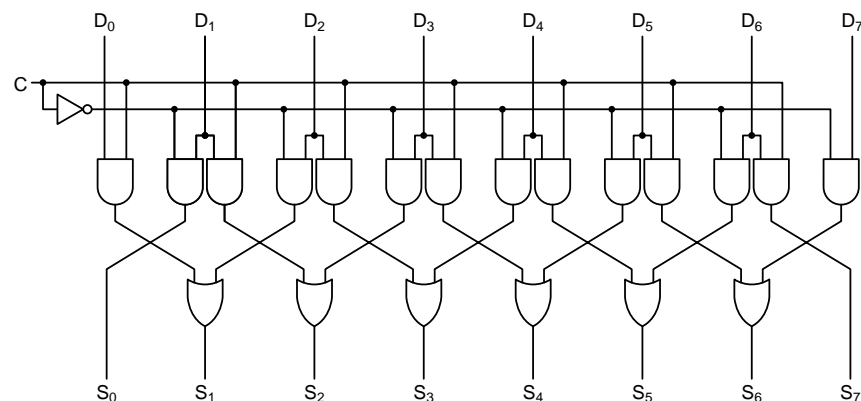 D₀ D₁ D₂ D₃ D₄ D₅ D₆ D₇
C
S₀ S₁ S₂ S₃ S₄ S₅ S₆ S₇